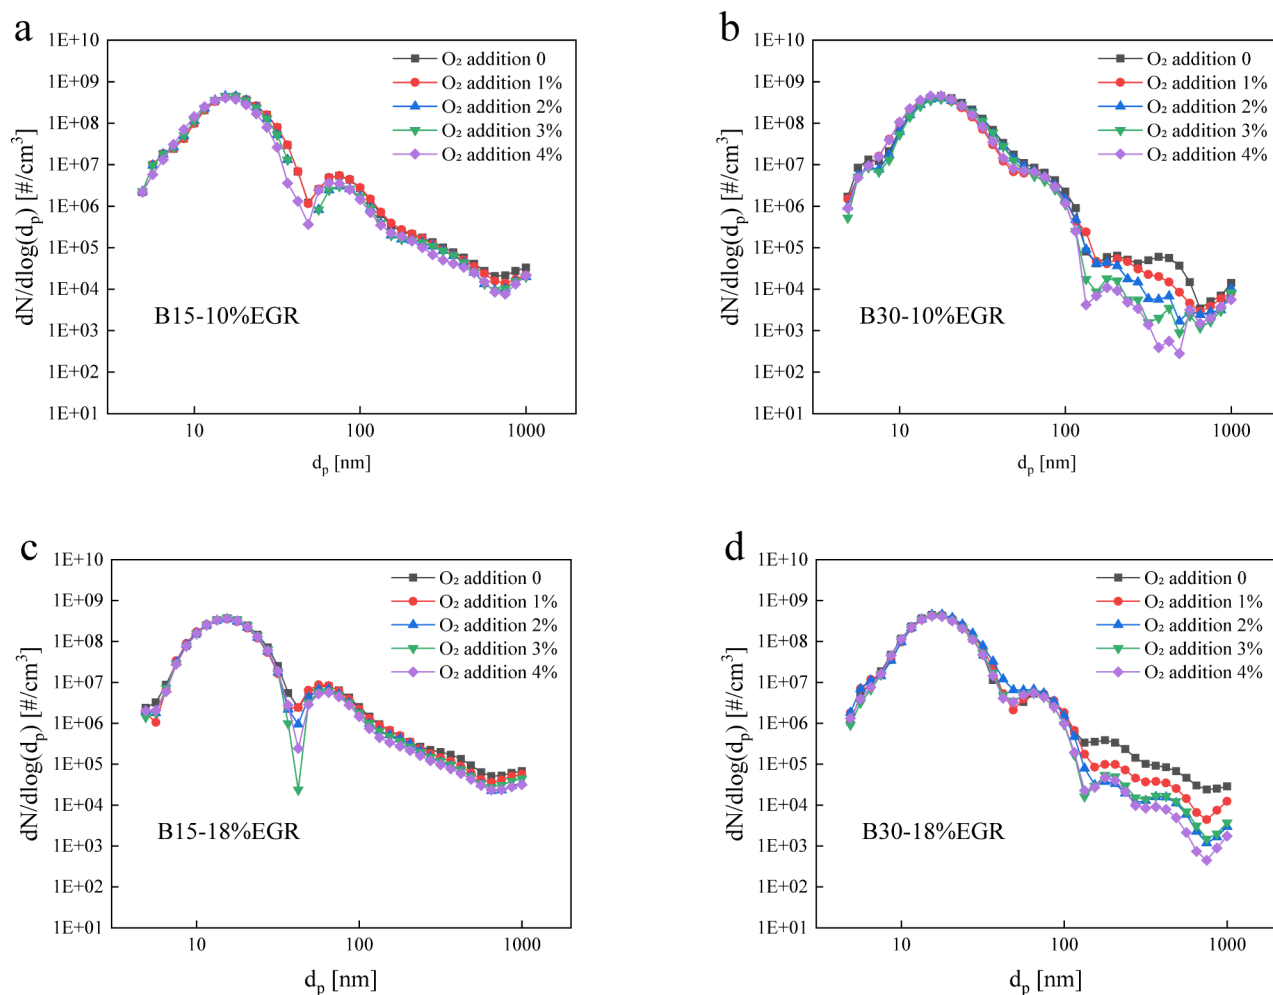 a
1E+10
1E+09
1E+08
1E+07
1E+06
1E+05
1E+04
1E+03
1E+02
1E+01
dN/dlog(dp) [#/cm³]
O₂ addition 0
O₂ addition 1%
O₂ addition 2%
O₂ addition 3%
O₂ addition 4%
B15-10%EGR
10
100
1000
dp [nm]
b
1E+10
1E+09
1E+08
1E+07
1E+06
1E+05
1E+04
1E+03
1E+02
1E+01
dN/dlog(dp) [#/cm³]
O₂ addition 0
O₂ addition 1%
O₂ addition 2%
O₂ addition 3%
O₂ addition 4%
B30-10%EGR
10
100
1000
dp [nm]
c
1E+10
1E+09
1E+08
1E+07
1E+06
1E+05
1E+04
1E+03
1E+02
1E+01
dN/dlog(dp) [#/cm³]
O₂ addition 0
O₂ addition 1%
O₂ addition 2%
O₂ addition 3%
O₂ addition 4%
B15-18%EGR
10
100
1000
dp [nm]
d
1E+10
1E+09
1E+08
1E+07
1E+06
1E+05
1E+04
1E+03
1E+02
1E+01
dN/dlog(dp) [#/cm³]
O₂ addition 0
O₂ addition 1%
O₂ addition 2%
O₂ addition 3%
O₂ addition 4%
B30-18%EGR
10
100
1000
dp [nm]